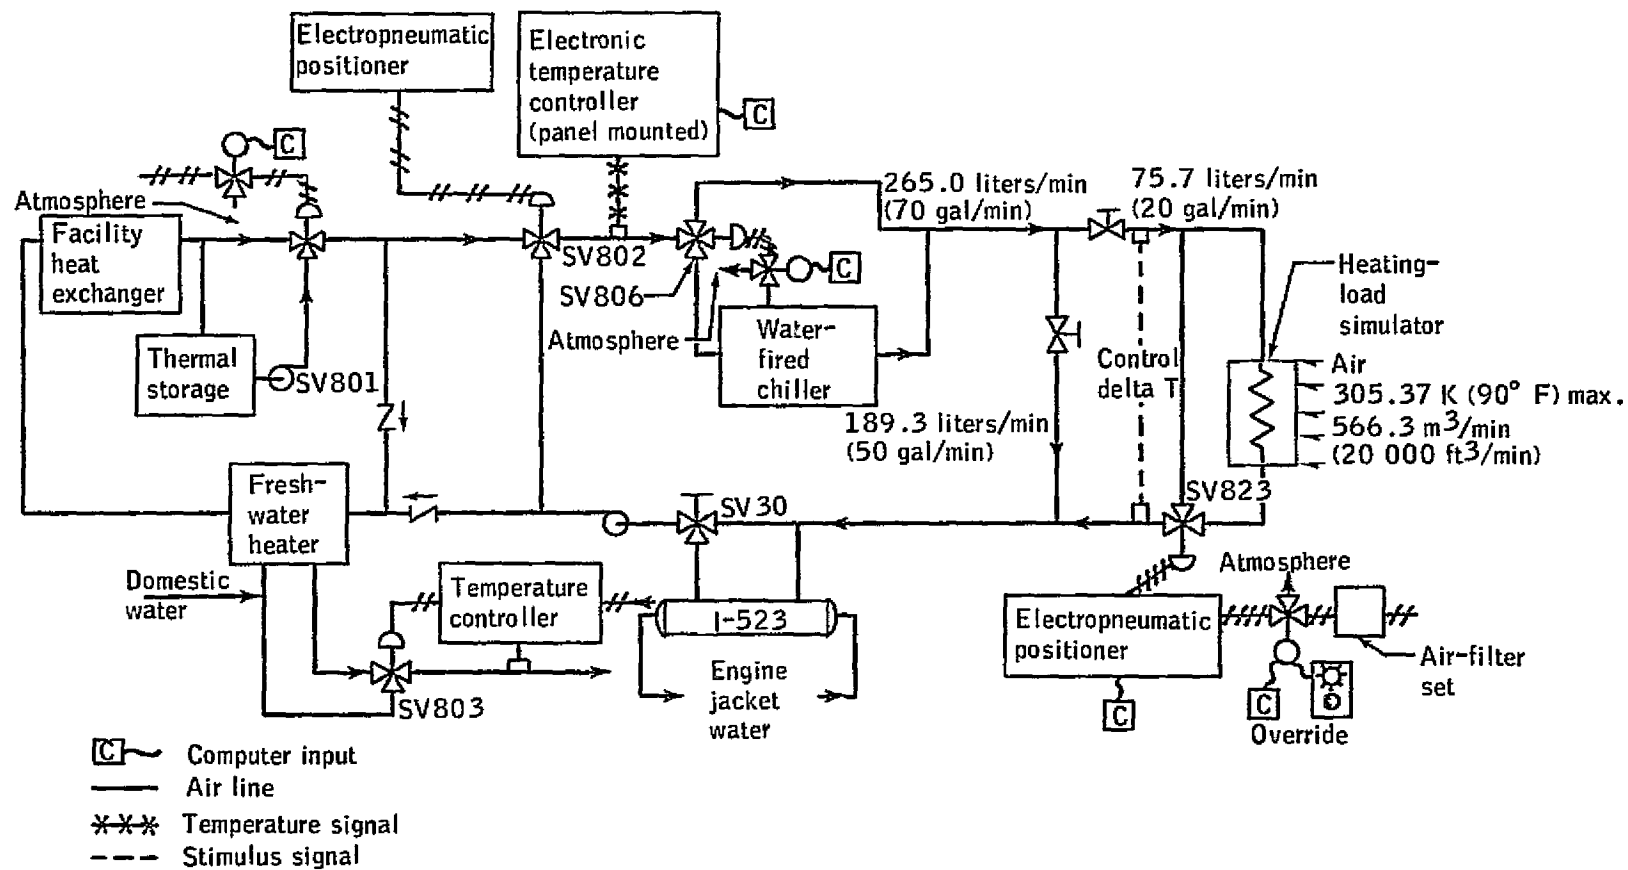 Electropneumatic
positioner
Electronic
temperature
controller
(panel mounted)
C
C
Atmosphere
Facility
heat
exchanger
Thermal
storage
SV801
SV802
SV806
Atmosphere
C
Water-
fired
chiller
265.0 liters/min
(70 gal/min)
75.7 liters/min
(20 gal/min)
Heating-
load
simulator
Control
delta T
Air
305.37 K (90° F) max.
566.3 m3/min
(20 000 ft3/min)
189.3 liters/min
(50 gal/min)
Fresh-
water
heater
SV30
SV823
Domestic
water
Temperature
controller
I-523
Engine
jacket
water
SV803
Electropneumatic
positioner
C
Atmosphere
Air-filter
set
C
Override
C Computer input
Air line
Temperature signal
Stimulus signal